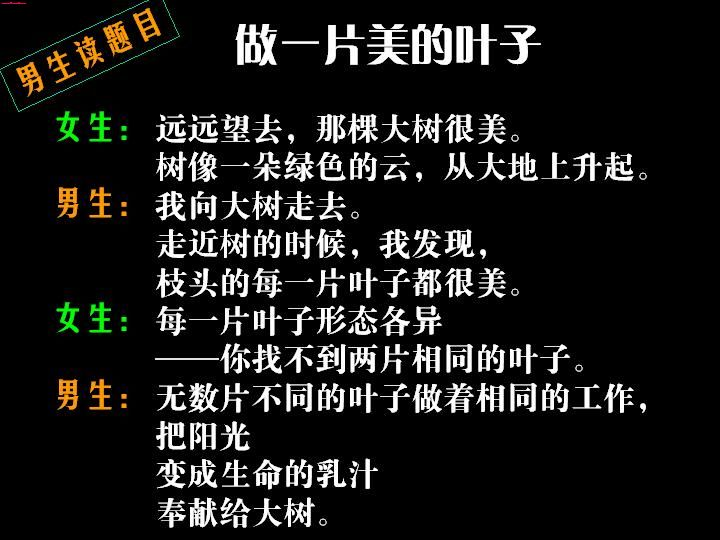 男生读题目
做一片美的叶子
女生：远远望去，那棵大树很美。
树像一朵绿色的云，从大地上升起。
男生：我向大树走去。
走近树的时候，我发现，
枝头的每一片叶子都很美。
女生：每一片叶子形态各异
——你找不到两片相同的叶子。
男生：无数片不同的叶子做着相同的工作，
把阳光
变成生命的乳汁
奉献给大树。